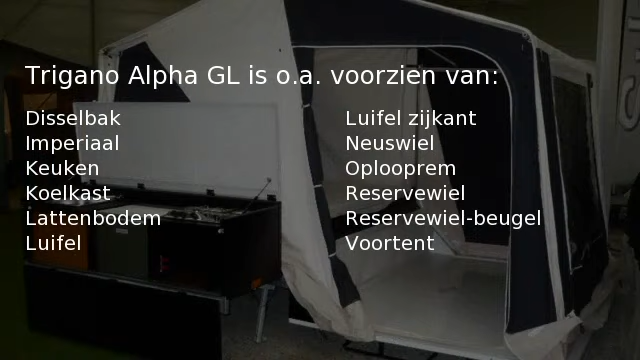 Trigano Alpha GL is o.a. voorzien van:
Disselbak
Imperiaal
Keuken
Koelkast
Lattenbodem
Luifel
Luifel zijkant
Neuswiel
Oplooprem
Reservewiel
Reservewiel-beugel
Voortent